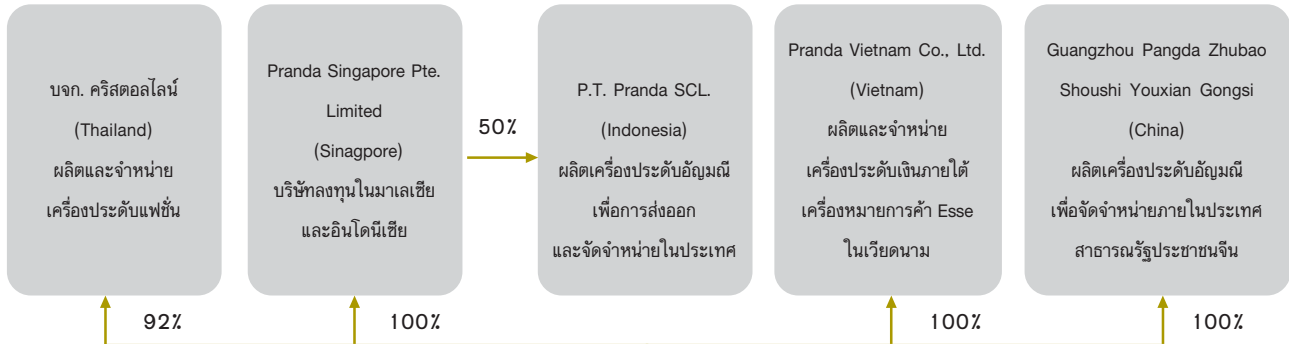 บจก. คริสตอลไลน์
(Thailand)
ผลิตและจำหน่าย
เครื่องประดับแฟชั่น
Pranda Singapore Pte.
Limited
(Sinagpore)
บริษัทลงทุนในมาเลเซีย
และอินโดนีเซีย
50%
P.T. Pranda SCL.
(Indonesia)
ผลิตเครื่องประดับอัญมณี
เพื่อการส่งออก
และจัดจำหน่ายในประเทศ
Pranda Vietnam Co., Ltd.
(Vietnam)
ผลิตและจำหน่าย
เครื่องประดับเงินภายใต้
เครื่องหมายการค้า Esse
ในเวียดนาม
Guangzhou Pangda Zhubao
Shoushi Youxian Gongsi
(China)
ผลิตเครื่องประดับอัญมณี
เพื่อจัดจำหน่ายภายในประเทศ
สาธารณรัฐประชาชนจีน
92%
100%
100%
100%